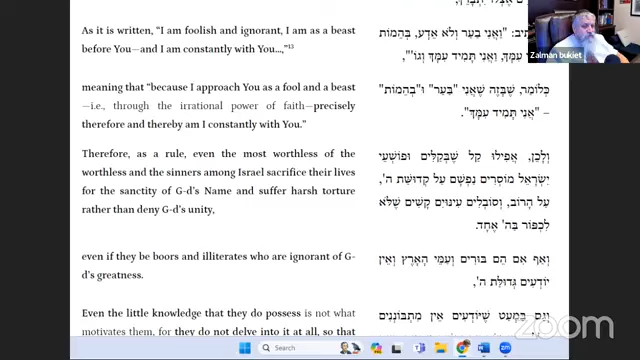 As it is written, “I am foolish and ignorant, I am as a beast
before You—and I am constantly with You...,”13
meaning that “because I approach You as a fool and a beast
—i.e., through the irrational power of faith—precisely
therefore and thereby am I constantly with You.”
Therefore, as a rule, even the most worthless of the
worthless and the sinners among Israel sacrifice their lives
for the sanctity of G-d’s Name and suffer harsh torture
rather than deny G-d’s unity,
even if they be boors and illiterates who are ignorant of G-
d’s greatness.
Even the little knowledge that they do possess is not what
motivates them, for they do not delve into it at all, so that
"וַאֲנִי בַעַר וְלֹא אֵדָע, בְּהֵמוֹת
עִמָּךְ, וַאֲנִי תָּמִיד עִמָּךְ וְגוֹ'",
כְּלוֹמַר, שֶׁבָּזֶה שֶׁאֲנִי "בַּעַר" וּ"בְהֵמוֹת"
– "אֲנִי תָּמִיד עִמָּךְ".
וְלָכֵן, אֲפִילוּ קַל שֶׁבְּקַלִּים וּפוֹשְׁעֵי
יִשְׂרָאֵל מוֹסְרִים נַפְשָׁם עַל קְדוּשַּׁת ה',
עַל הָרוֹב, וְסוֹבְלִים עִינּוּיִם קָשִׁים שֶׁלֹּא
לִכְפּוֹר בַּה' אֶחָד.
וְאַף אִם הֵם בּוּרִים וְעַמֵּי הָאָרֶץ וְאֵין
יוֹדְעִים גְּדוּלַּת ה',
וְגַם בַּמְּעַט שֶׁיּוֹדְעִים אֵין מִתְבּוֹנְנִים
Zalman bukiet
Search
zoom